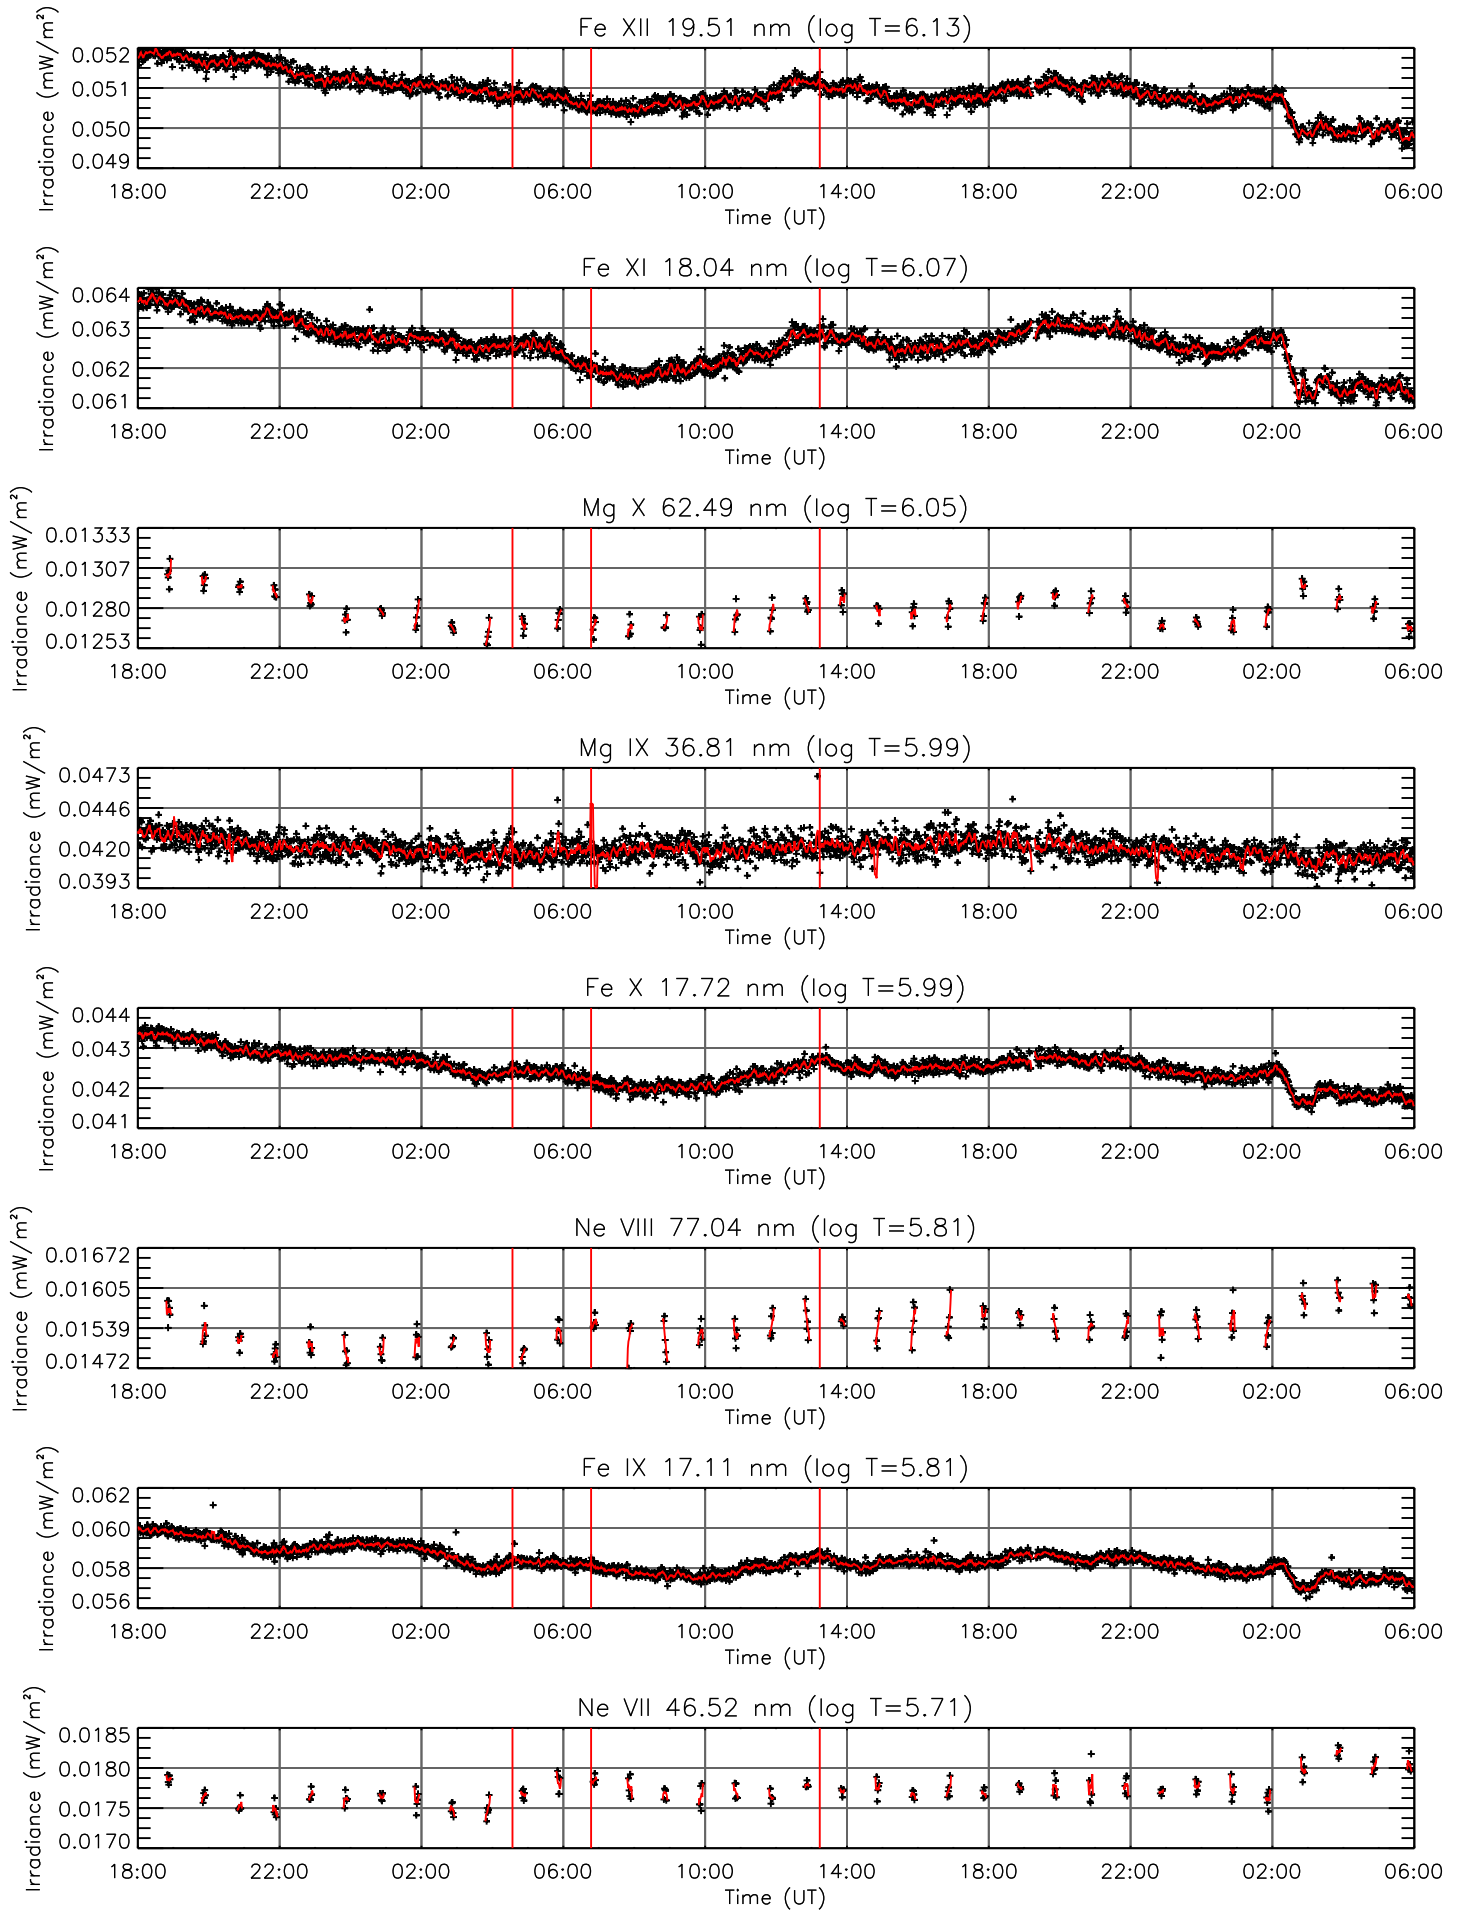 Fe XII 19.51 nm (log T=6.13)
Irradiance (mW/m²)
0.052
0.051
0.050
0.049
18:00 22:00 02:00 06:00 10:00 14:00 18:00 22:00 02:00 06:00
Time (UT)
Fe XI 18.04 nm (log T=6.07)
Irradiance (mW/m²)
0.064
0.063
0.062
0.061
18:00 22:00 02:00 06:00 10:00 14:00 18:00 22:00 02:00 06:00
Time (UT)
Mg X 62.49 nm (log T=6.05)
Irradiance (mW/m²)
0.01333
0.01307
0.01280
0.01253
18:00 22:00 02:00 06:00 10:00 14:00 18:00 22:00 02:00 06:00
Time (UT)
Mg IX 36.81 nm (log T=5.99)
Irradiance (mW/m²)
0.0473
0.0446
0.0420
0.0393
18:00 22:00 02:00 06:00 10:00 14:00 18:00 22:00 02:00 06:00
Time (UT)
Fe X 17.72 nm (log T=5.99)
Irradiance (mW/m²)
0.044
0.043
0.042
0.041
18:00 22:00 02:00 06:00 10:00 14:00 18:00 22:00 02:00 06:00
Time (UT)
Ne VIII 77.04 nm (log T=5.81)
Irradiance (mW/m²)
0.01672
0.01605
0.01539
0.01472
18:00 22:00 02:00 06:00 10:00 14:00 18:00 22:00 02:00 06:00
Time (UT)
Fe IX 17.11 nm (log T=5.81)
Irradiance (mW/m²)
0.062
0.060
0.058
0.056
18:00 22:00 02:00 06:00 10:00 14:00 18:00 22:00 02:00 06:00
Time (UT)
Ne VII 46.52 nm (log T=5.71)
Irradiance (mW/m²)
0.0185
0.0180
0.0175
0.0170
18:00 22:00 02:00 06:00 10:00 14:00 18:00 22:00 02:00 06:00
Time (UT)